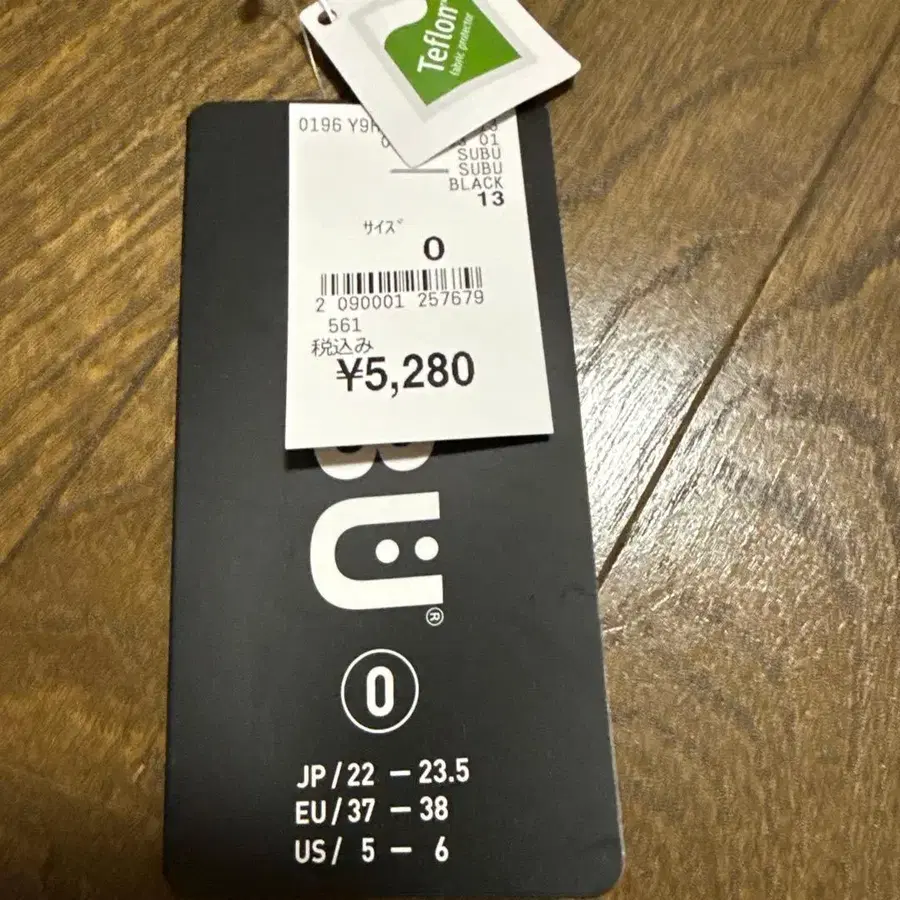 Teflon
fabric protector
0196 Y9
01
SUBU
SUBU
BLACK
13
サイズ
0
2 090001 257679
561
税込み
¥5,280
BU®
0
JP / 22 — 23.5
EU / 37 — 38
US / 5 — 6